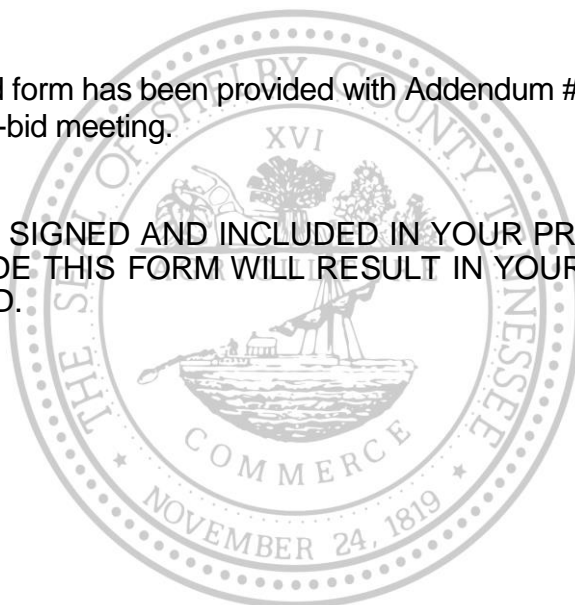 d form has been provided with Addendum #
-bid meeting.
SIGNED AND INCLUDED IN YOUR PR
DE THIS FORM WILL RESULT IN YOUR
D.
THE SEAL OF SHELBY COUNTY TENNESSEE
XVI
AGRICULTURE
COMMERCE
NOVEMBER 24, 1819